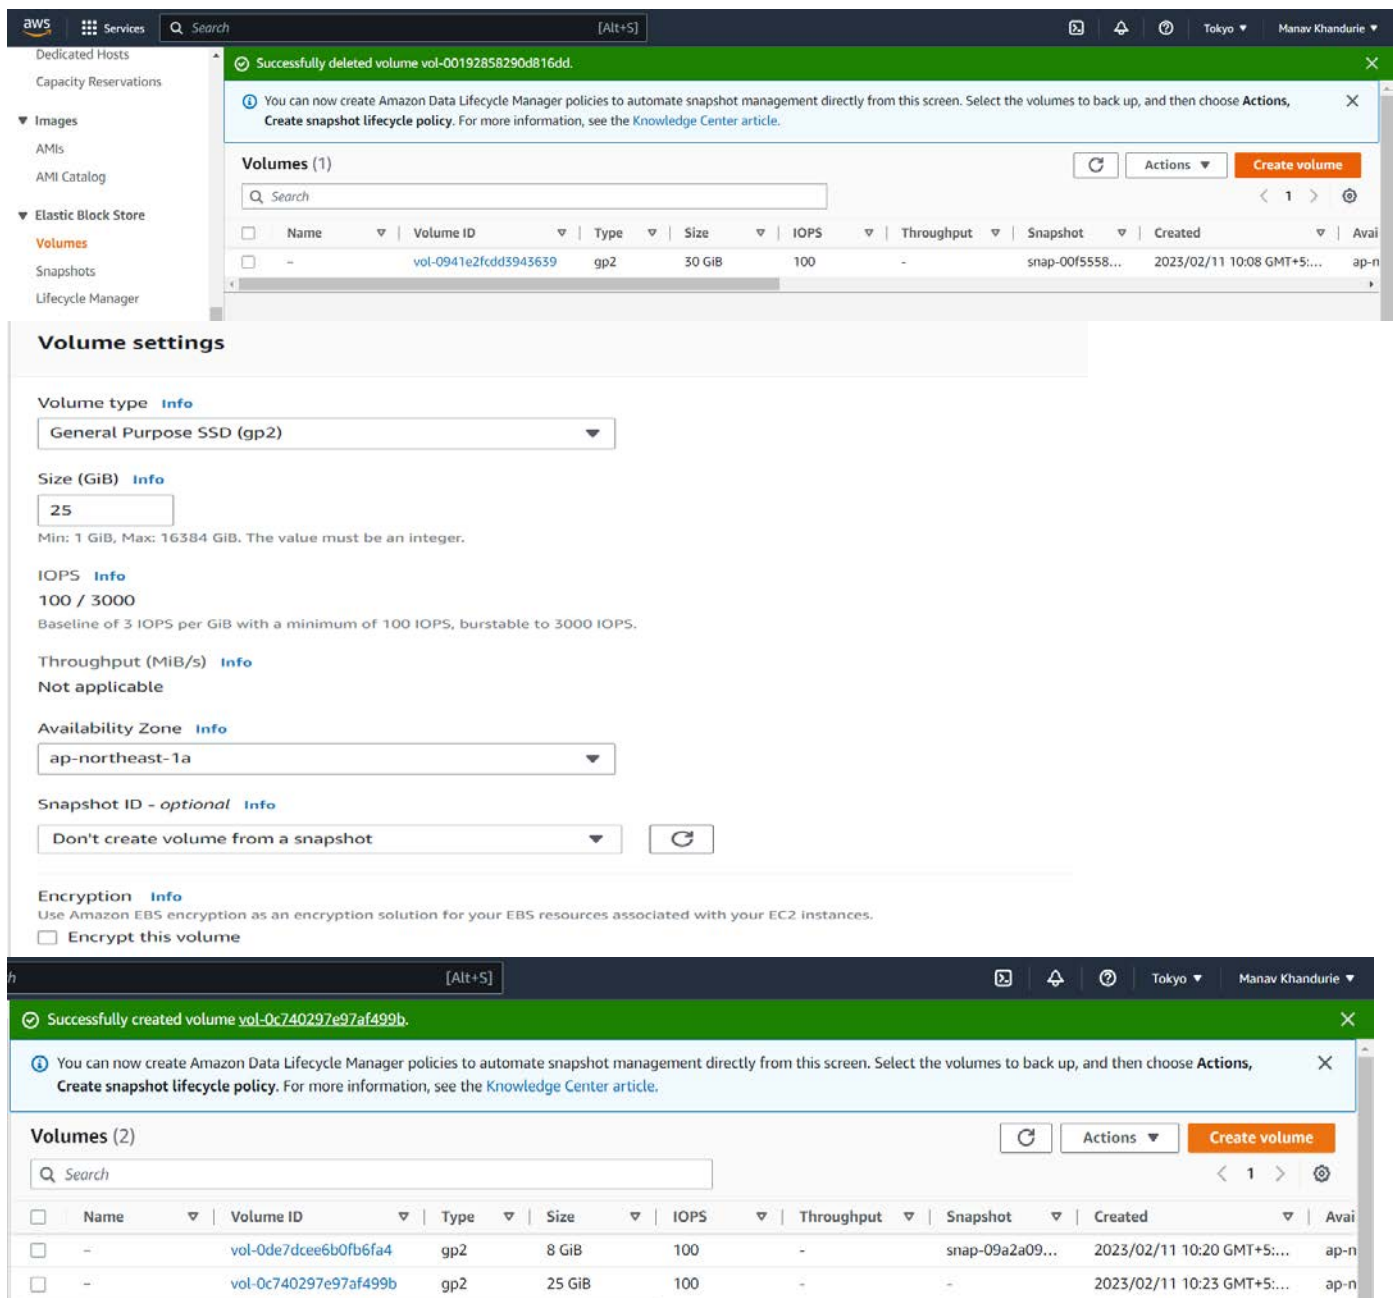 aws Services Search [Alt+S] Tokyo Manav Khandurie
Dedicated Hosts
Capacity Reservations
Images
AMIs
AMI Catalog
Elastic Block Store
Volumes
Snapshots
Lifecycle Manager
Successfully deleted volume vol-00192858290d816dd.
You can now create Amazon Data Lifecycle Manager policies to automate snapshot management directly from this screen. Select the volumes to back up, and then choose Actions,
Create snapshot lifecycle policy. For more information, see the Knowledge Center article.
Volumes (1) Actions Create volume
Search 1
Name Volume ID Type Size IOPS Throughput Snapshot Created Avai
– vol-0941e2fcdd3943639 gp2 30 GiB 100 - snap-00f5558... 2023/02/11 10:08 GMT+5:... ap-n
Volume settings
Volume type Info
General Purpose SSD (gp2)
Size (GiB) Info
25
Min: 1 GiB, Max: 16384 GiB. The value must be an integer.
IOPS Info
100 / 3000
Baseline of 3 IOPS per GiB with a minimum of 100 IOPS, burstable to 3000 IOPS.
Throughput (MiB/s) Info
Not applicable
Availability Zone Info
ap-northeast-1a
Snapshot ID - optional Info
Don't create volume from a snapshot
Encryption Info
Use Amazon EBS encryption as an encryption solution for your EBS resources associated with your EC2 instances.
Encrypt this volume
h [Alt+S] Tokyo Manav Khandurie
Successfully created volume vol-0c740297e97af499b.
You can now create Amazon Data Lifecycle Manager policies to automate snapshot management directly from this screen. Select the volumes to back up, and then choose Actions,
Create snapshot lifecycle policy. For more information, see the Knowledge Center article.
Volumes (2) Actions Create volume
Search 1
Name Volume ID Type Size IOPS Throughput Snapshot Created Avai
– vol-0de7dcee6b0fb6fa4 gp2 8 GiB 100 - snap-09a2a09... 2023/02/11 10:20 GMT+5:... ap-n
– vol-0c740297e97af499b gp2 25 GiB 100 - - 2023/02/11 10:23 GMT+5:... ap-n